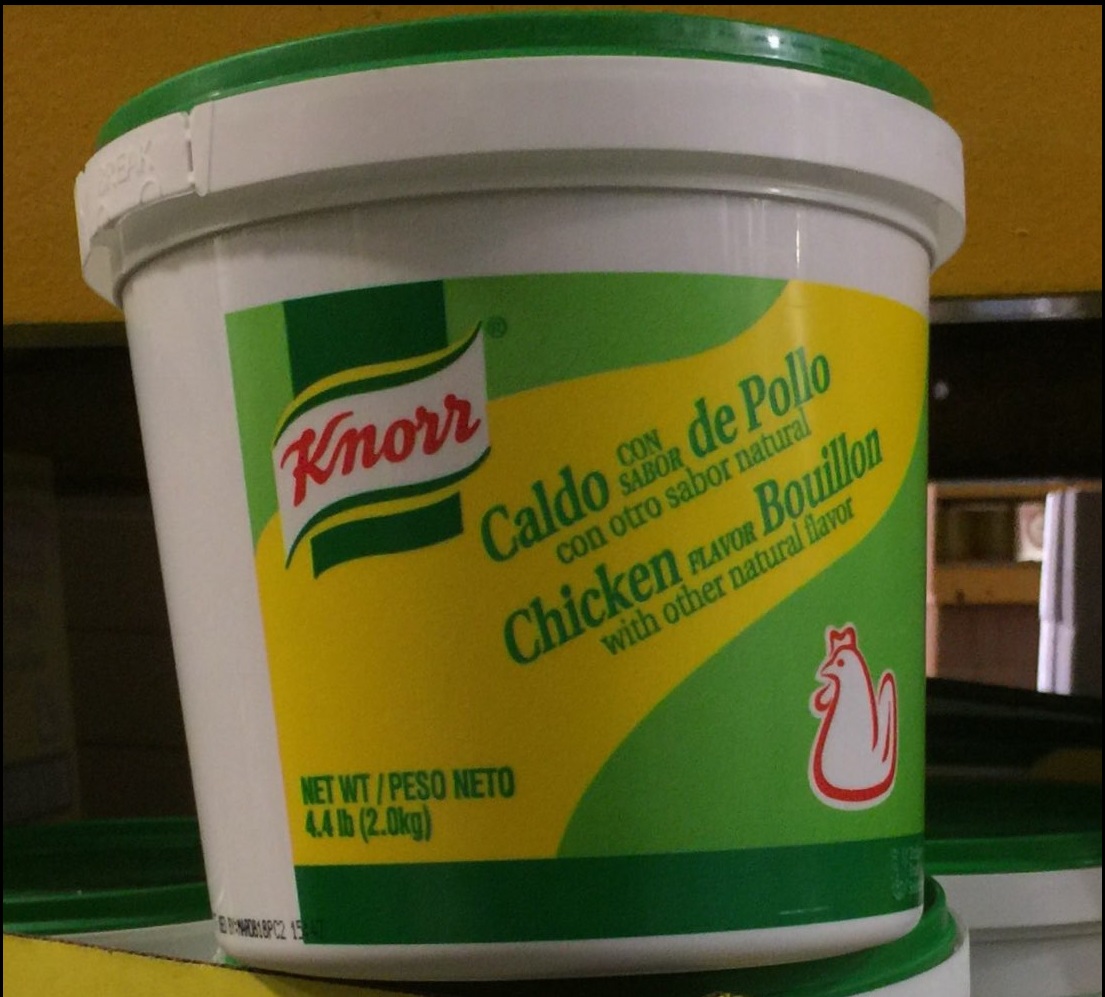 BREAK
Knorr®
Caldo CON SABOR de Pollo
con otro sabor natural
Chicken FLAVOR Bouillon
with other natural flavor
NET WT / PESO NETO
4.4 lb (2.0kg)